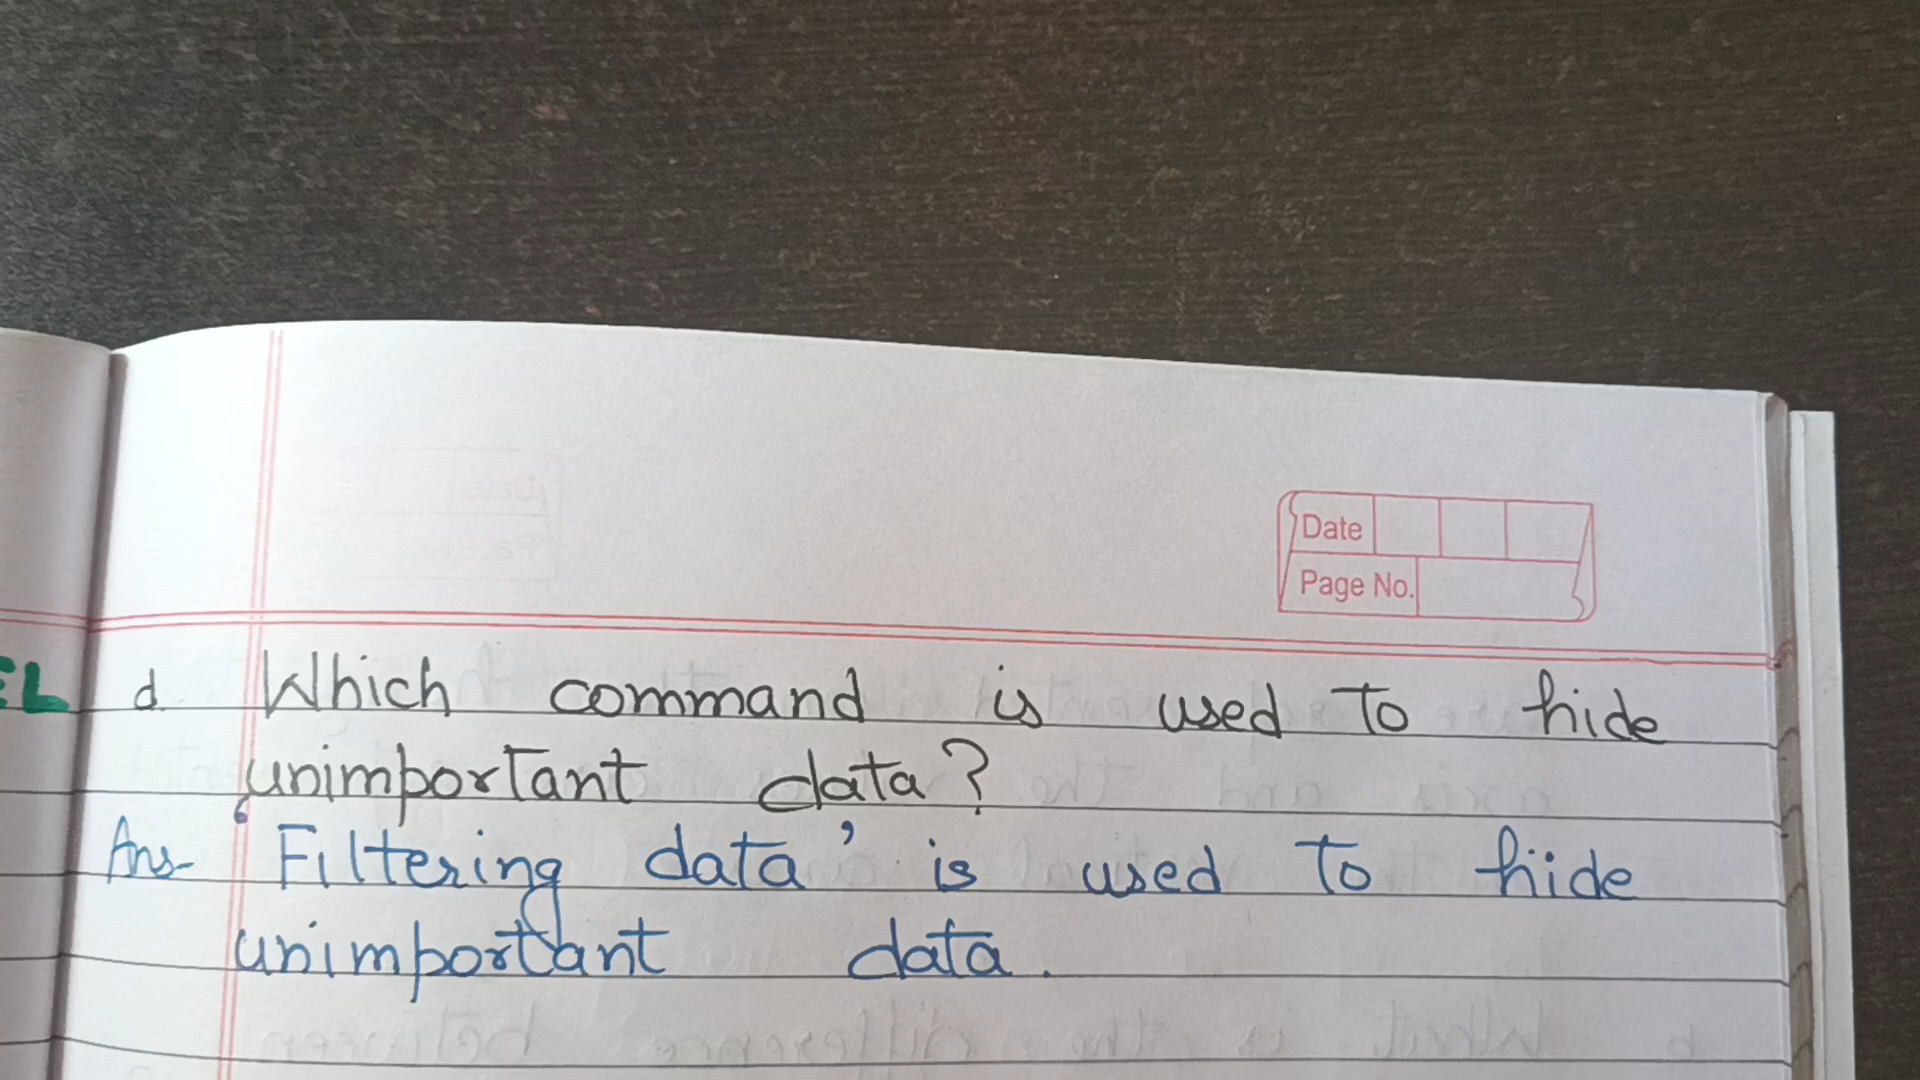 Date
Page No.
EL
d. Which command is used to hide
unimportant data?
Ans- 'Filtering data' is used to hide
unimportant data.